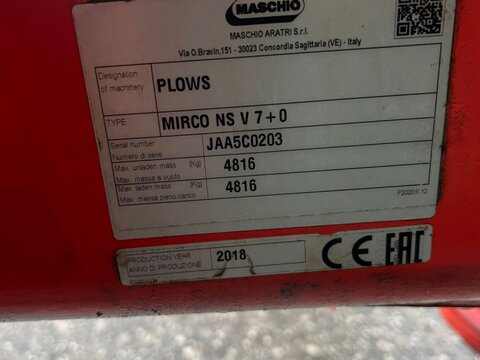 MASCHIO
MASCHIO ARATRI S.r.l.
Via O.Bravin,151 - 30023 Concordia Sagittaria (VE) - Italy
Designation of machinery PLOWS
TYPE MIRCO NS V 7+0
Serial number JAA5C0203
Numero di serie
Max. unladen mass (Kg) 4816
Max. massa a vuoto
Max. laden mass (Kg) 4816
Max. massa pieno carico
PRODUCTION YEAR 2018
ANNO DI PRODUZIONE
CE EAC